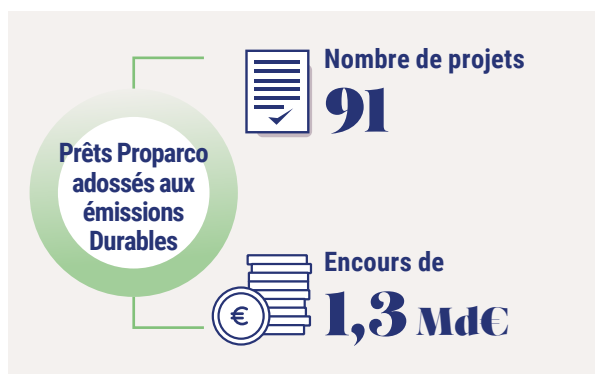 Prêts Proparco
adossés aux
émissions
Durables
Nombre de projets
91
Encours de
1,3 Md€
€